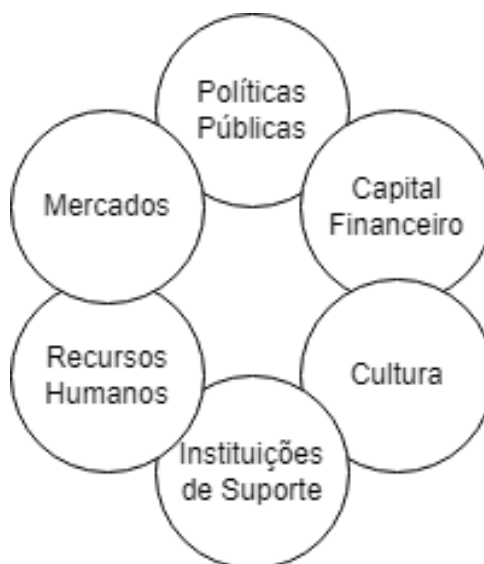 Políticas
Públicas
Capital
Financeiro
Cultura
Instituições
de Suporte
Recursos
Humanos
Mercados